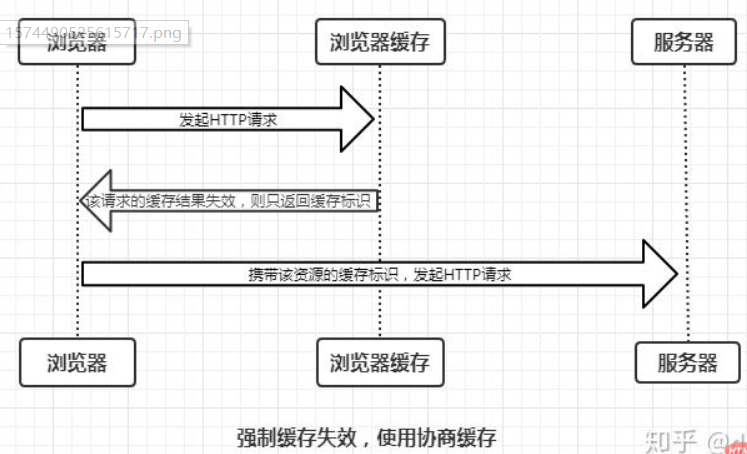 浏览器
1574490525615717.png
浏览器缓存
服务器
发起HTTP请求
该请求的缓存结果失效，则只返回缓存标识
携带该资源的缓存标识，发起HTTP请求
浏览器
浏览器缓存
服务器
强制缓存失效，使用协商缓存
知乎